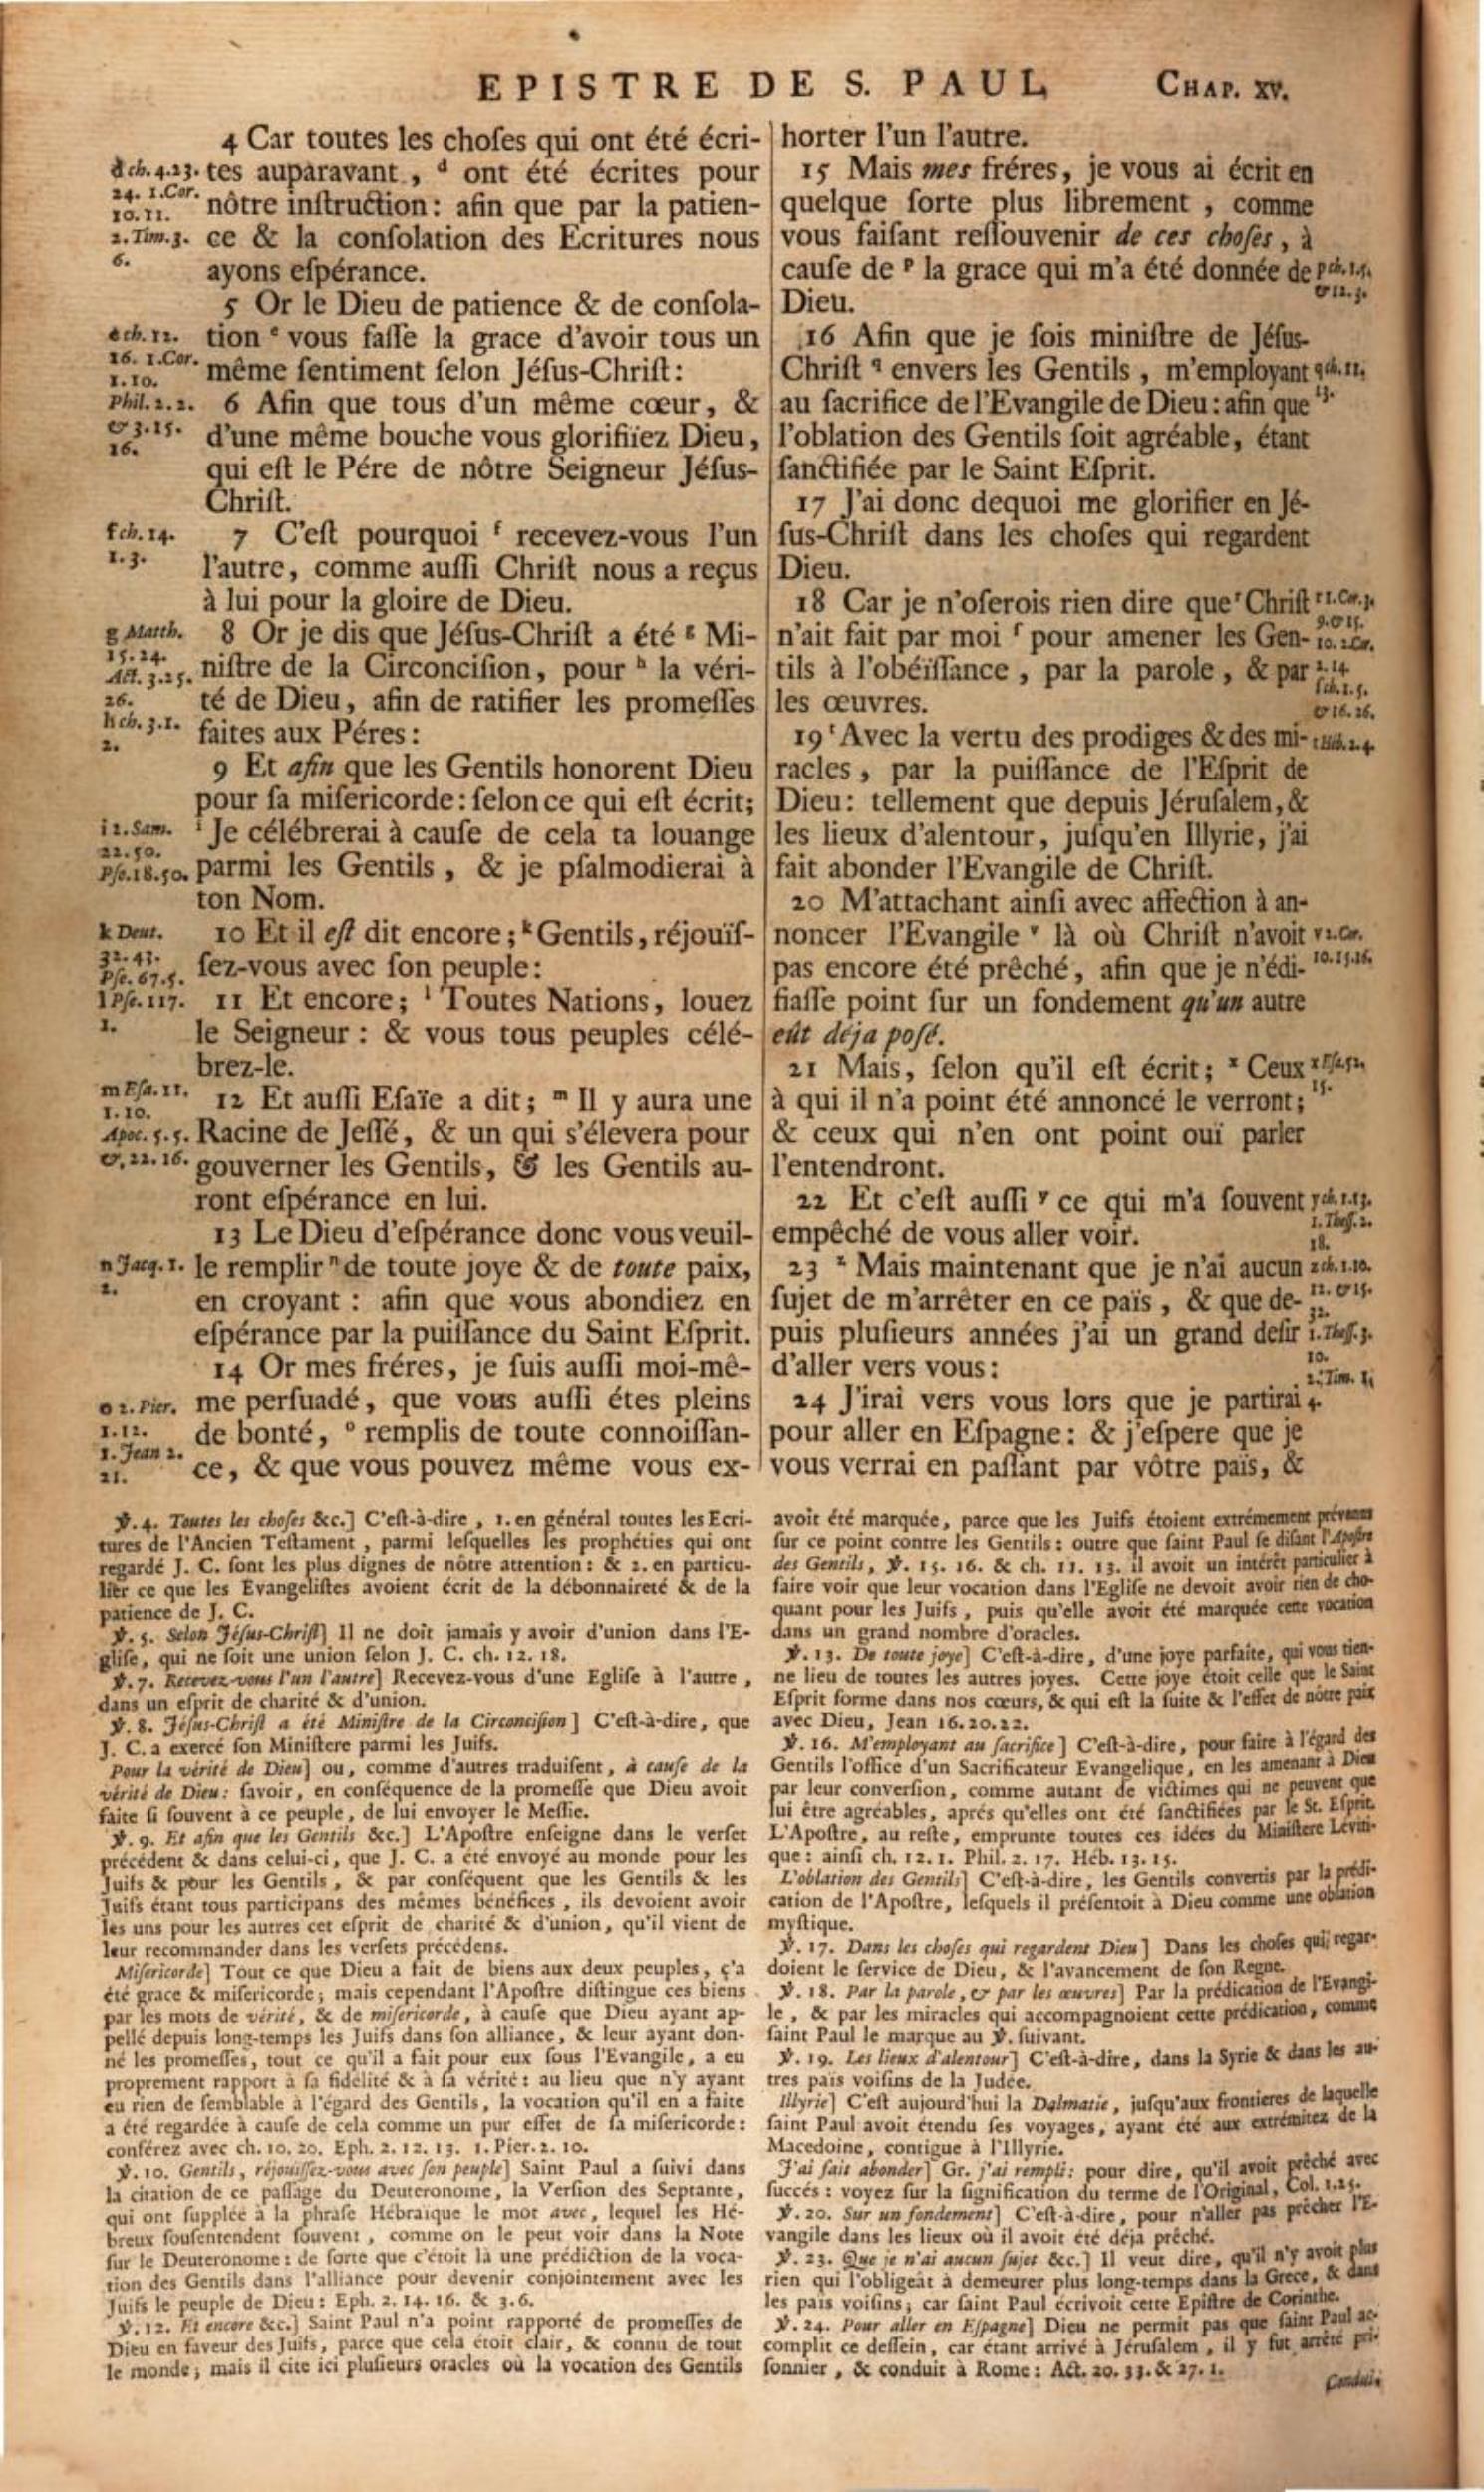 EPISTRE DE S. PAUL CHAP. XV.
4 Car toutes les choſes qui ont été écri-
tes auparavant, ᵈ ont été écrites pour
nôtre inſtruction: afin que par la patien-
ce & la conſolation des Ecritures nous
ayons eſpérance.
5 Or le Dieu de patience & de conſola-
tion ᵉ vous faſſe la grace d'avoir tous un
même ſentiment ſelon Jéſus-Chriſt:
6 Afin que tous d'un même cœur, &
d'une même bouche vous glorifiiez Dieu,
qui eſt le Pére de nôtre Seigneur Jéſus-
Chriſt.
7 C'eſt pourquoi ᶠ recevez-vous l'un
l'autre, comme auſſi Chriſt nous a reçus
à lui pour la gloire de Dieu.
8 Or je dis que Jéſus-Chriſt a été ᵍ Mi-
niſtre de la Circonciſion, pour ʰ la véri-
té de Dieu, afin de ratifier les promeſſes
faites aux Péres:
9 Et afin que les Gentils honorent Dieu
pour ſa miſericorde: ſelon ce qui eſt écrit;
ⁱ Je célébrerai à cauſe de cela ta louange
parmi les Gentils, & je pſalmodierai à
ton Nom.
10 Et il eſt dit encore; ᵏ Gentils, réjouïſ-
ſez-vous avec ſon peuple:
11 Et encore; ˡ Toutes Nations, louez
le Seigneur: & vous tous peuples célé-
brez-le.
12 Et auſſi Eſaïe a dit; ᵐ Il y aura une
Racine de Jeſſé, & un qui s'élevera pour
gouverner les Gentils, & les Gentils au-
ront eſpérance en lui.
13 Le Dieu d'eſpérance donc vous veuil-
le remplir ⁿ de toute joye & de toute paix,
en croyant: afin que vous abondiez en
eſpérance par la puiſſance du Saint Eſprit.
14 Or mes fréres, je ſuis auſſi moi-mê-
me perſuadé, que vous auſſi étes pleins
de bonté, ᵒ remplis de toute connoiſſan-
ce, & que vous pouvez même vous ex-
d ch. 4.23.
24. 1.Cor.
10.11.
2.Tim.3.
6.
e ch. 12.
16. 1.Cor.
1.10.
Phil. 2.2.
& 3.15.
16.
f ch. 14.
1.3.
g Matth.
15.24.
Act. 3.25.
26.
h ch. 3.1.
2.
i 2.Sam.
22.50.
Pſe.18.50.
k Deut.
32.43.
Pſe. 67.5.
l Pſe. 117.
1.
m Eſa. 11.
1.10.
Apoc. 5.5.
&, 22.16.
n Jacq. 1.
2.
o 2.Pier.
1.12.
1.Jean 2.
21.
horter l'un l'autre.
15 Mais mes fréres, je vous ai écrit en
quelque ſorte plus librement, comme
vous faiſant reſſouvenir de ces choſes, à
cauſe de ᵖ la grace qui m'a été donnée de
Dieu.
16 Afin que je ſois miniſtre de Jéſus-
Chriſt ᑫ envers les Gentils, m'employant
au ſacrifice de l'Evangile de Dieu: afin que
l'oblation des Gentils ſoit agréable, étant
ſanctifiée par le Saint Eſprit.
17 J'ai donc dequoi me glorifier en Jé-
ſus-Chriſt dans les choſes qui regardent
Dieu.
18 Car je n'oſerois rien dire que ʳ Chriſt
n'ait fait par moi ᶠ pour amener les Gen-
tils à l'obéïſſance, par la parole, & par
les œuvres.
19 ᵗ Avec la vertu des prodiges & des mi-
racles, par la puiſſance de l'Eſprit de
Dieu: tellement que depuis Jéruſalem, &
les lieux d'alentour, juſqu'en Illyrie, j'ai
fait abonder l'Evangile de Chriſt.
20 M'attachant ainſi avec affection à an-
noncer l'Evangile ᵛ là où Chriſt n'avoit
pas encore été prêché, afin que je n'édi-
fiaſſe point ſur un fondement qu'un autre
eût déja poſé.
21 Mais, ſelon qu'il eſt écrit; ˣ Ceux
à qui il n'a point été annoncé le verront;
& ceux qui n'en ont point ouï parler
l'entendront.
22 Et c'eſt auſſi ʸ ce qui m'a ſouvent
empêché de vous aller voir.
23 ᶻ Mais maintenant que je n'ai aucun
ſujet de m'arrêter en ce païs, & que de-
puis pluſieurs années j'ai un grand deſir
d'aller vers vous:
24 J'irai vers vous lors que je partirai
pour aller en Eſpagne: & j'eſpere que je
vous verrai en paſſant par vôtre païs, &
p ch. 1.5.
& 12.3.
q ch. 11.
13.
r 1.Cor.3.
9. & 15.
10. 2.Cor.
2.14
ſ ch. 1.5.
& 16.26.
t Héb. 2.4.
v 2.Cor.
10.15.16.
x Eſa.52.
15.
y ch. 1.13.
1.Theſſ.2.
18.
z ch. 1.10.
11. & 15.
32.
1.Theſſ.3.
10.
2.Tim. 1.
4.
℣. 4. Toutes les choſes &c.] C'eſt-à-dire, 1. en général toutes les Ecri-
tures de l'Ancien Teſtament, parmi leſquelles les prophéties qui ont
regardé J. C. ſont les plus dignes de nôtre attention: & 2. en particu-
lier ce que les Evangeliſtes avoient écrit de la débonnaireté & de la
patience de J. C.
℣. 5. Selon Jéſus-Chriſt] Il ne doit jamais y avoir d'union dans l'E-
gliſe, qui ne ſoit une union ſelon J. C. ch. 12. 18.
℣. 7. Recevez-vous l'un l'autre] Recevez-vous d'une Egliſe à l'autre,
dans un eſprit de charité & d'union.
℣. 8. Jéſus-Chriſt a été Miniſtre de la Circonciſion] C'eſt-à-dire, que
J. C. a exercé ſon Miniſtere parmi les Juifs.
Pour la vérité de Dieu] ou, comme d'autres traduiſent, à cauſe de la
vérité de Dieu: ſavoir, en conſéquence de la promeſſe que Dieu avoit
faite ſi ſouvent à ce peuple, de lui envoyer le Meſſie.
℣. 9. Et afin que les Gentils &c.] L'Apoſtre enſeigne dans le verſet
précédent & dans celui-ci, que J. C. a été envoyé au monde pour les
Juifs & pour les Gentils, & par conſéquent que les Gentils & les
Juifs étant tous participans des mêmes bénéfices, ils devoient avoir
les uns pour les autres cet eſprit de charité & d'union, qu'il vient de
leur recommander dans les verſets précédens.
Miſericorde] Tout ce que Dieu a fait de biens aux deux peuples, ç'a
été grace & miſericorde; mais cependant l'Apoſtre diſtingue ces biens
par les mots de vérité, & de miſericorde, à cauſe que Dieu ayant ap-
pellé depuis long-temps les Juifs dans ſon alliance, & leur ayant don-
né les promeſſes, tout ce qu'il a fait pour eux ſous l'Evangile, a eu
proprement rapport à ſa fidélité & à ſa vérité: au lieu que n'y ayant
eu rien de ſemblable à l'égard des Gentils, la vocation qu'il en a faite
a été regardée à cauſe de cela comme un pur effet de ſa miſericorde:
conférez avec ch. 10. 20. Eph. 2. 12. 13. 1. Pier. 2. 10.
℣. 10. Gentils, réjouiſſez-vous avec ſon peuple] Saint Paul a ſuivi dans
la citation de ce paſſage du Deuteronome, la Verſion des Septante,
qui ont ſuppléé à la phraſe Hébraïque le mot avec, lequel les Hé-
breux ſouſentendent ſouvent, comme on le peut voir dans la Note
ſur le Deuteronome: de ſorte que c'étoit là une prédiction de la voca-
tion des Gentils dans l'alliance pour devenir conjointement avec les
Juifs le peuple de Dieu: Eph. 2. 14. 16. & 3. 6.
℣. 12. Et encore &c.] Saint Paul n'a point rapporté de promeſſes de
Dieu en faveur des Juifs, parce que cela étoit clair, & connu de tout
le monde; mais il cite ici pluſieurs oracles où la vocation des Gentils
avoit été marquée, parce que les Juifs étoient extrémement prévenus
ſur ce point contre les Gentils: outre que ſaint Paul ſe diſant l'Apoſtre
des Gentils, ℣. 15. 16. & ch. 11. 13. il avoit un intérêt particulier à
faire voir que leur vocation dans l'Egliſe ne devoit avoir rien de cho-
quant pour les Juifs, puis qu'elle avoit été marquée cette vocation
dans un grand nombre d'oracles.
℣. 13. De toute joye] C'eſt-à-dire, d'une joye parfaite, qui vous tien-
ne lieu de toutes les autres joyes. Cette joye étoit celle que le Saint
Eſprit forme dans nos cœurs, & qui eſt la ſuite & l'effet de nôtre paix
avec Dieu, Jean 16. 20. 22.
℣. 16. M'employant au ſacrifice] C'eſt-à-dire, pour faire à l'égard des
Gentils l'office d'un Sacrificateur Evangelique, en les amenant à Dieu
par leur converſion, comme autant de victimes qui ne peuvent que
lui être agréables, aprés qu'elles ont été ſanctifiées par le St. Eſprit.
L'Apoſtre, au reſte, emprunte toutes ces idées du Miniſtere Léviti-
que: ainſi ch. 12. 1. Phil. 2. 17. Héb. 13. 15.
L'oblation des Gentils] C'eſt-à-dire, les Gentils convertis par la prédi-
cation de l'Apoſtre, leſquels il préſentoit à Dieu comme une oblation
myſtique.
℣. 17. Dans les choſes qui regardent Dieu] Dans les choſes qui regar-
doient le ſervice de Dieu, & l'avancement de ſon Regne.
℣. 18. Par la parole, & par les œuvres] Par la prédication de l'Evangi-
le, & par les miracles qui accompagnoient cette prédication, comme
ſaint Paul le marque au ℣. ſuivant.
℣. 19. Les lieux d'alentour] C'eſt-à-dire, dans la Syrie & dans les au-
tres païs voiſins de la Judée.
Illyrie] C'eſt aujourd'hui la Dalmatie, juſqu'aux frontieres de laquelle
ſaint Paul avoit étendu ſes voyages, ayant été aux extrémitez de la
Macedoine, contigue à l'Illyrie.
J'ai fait abonder] Gr. j'ai rempli: pour dire, qu'il avoit prêché avec
ſuccés: voyez ſur la ſignification du terme de l'Original, Col. 1.25.
℣. 20. Sur un fondement] C'eſt-à-dire, pour n'aller pas prêcher l'E-
vangile dans les lieux où il avoit été déja prêché.
℣. 23. Que je n'ai aucun ſujet &c.] Il veut dire, qu'il n'y avoit plus
rien qui l'obligeât à demeurer plus long-temps dans la Grece, & dans
les païs voiſins; car ſaint Paul écrivoit cette Epiſtre de Corinthe.
℣. 24. Pour aller en Eſpagne] Dieu ne permit pas que ſaint Paul ac-
complît ce deſſein, car étant arrivé à Jéruſalem, il y fut arrêté pri-
ſonnier, & conduit à Rome: Act. 20. 33. & 27. 1.